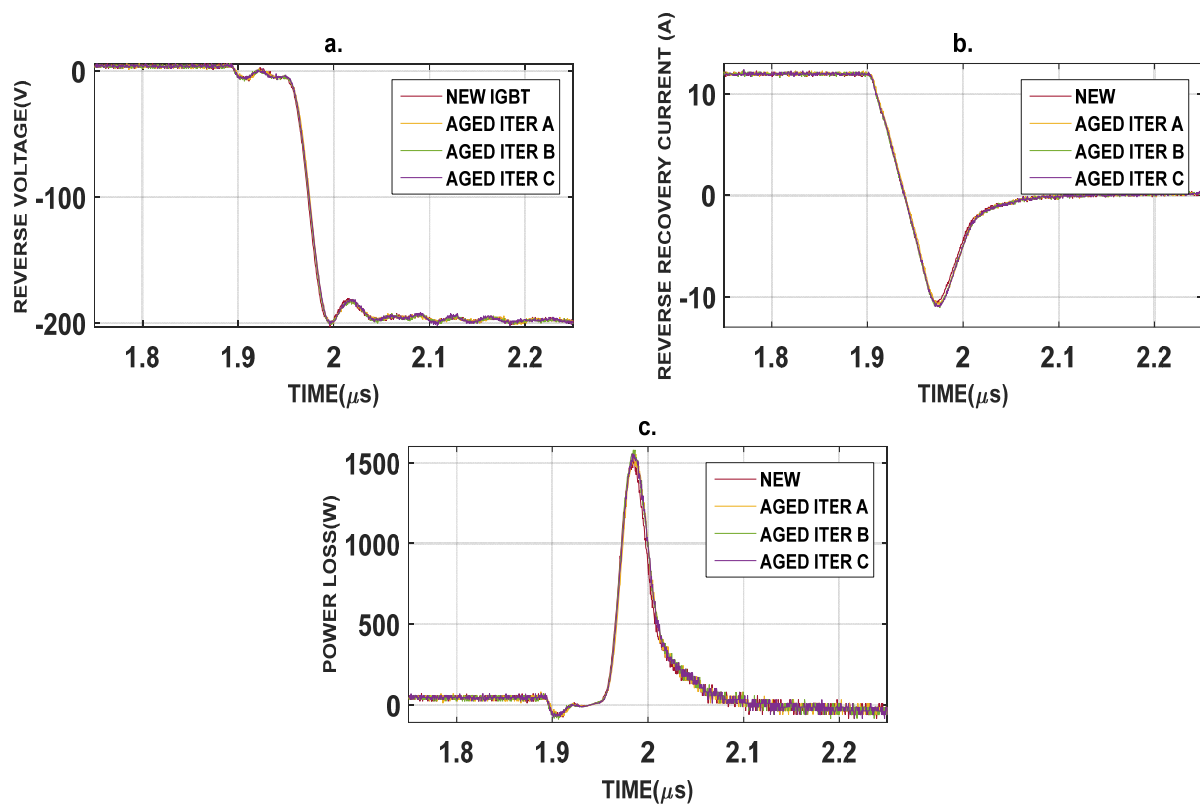 a.
REVERSE VOLTAGE(V)
0
-100
-200
NEW IGBT
AGED ITER A
AGED ITER B
AGED ITER C
1.8 1.9 2 2.1 2.2
TIME(μs)
b.
REVERSE RECOVERY CURRENT (A)
10
0
-10
NEW
AGED ITER A
AGED ITER B
AGED ITER C
1.8 1.9 2 2.1 2.2
TIME(μs)
c.
POWER LOSS(W)
1500
1000
500
0
NEW
AGED ITER A
AGED ITER B
AGED ITER C
1.8 1.9 2 2.1 2.2
TIME(μs)